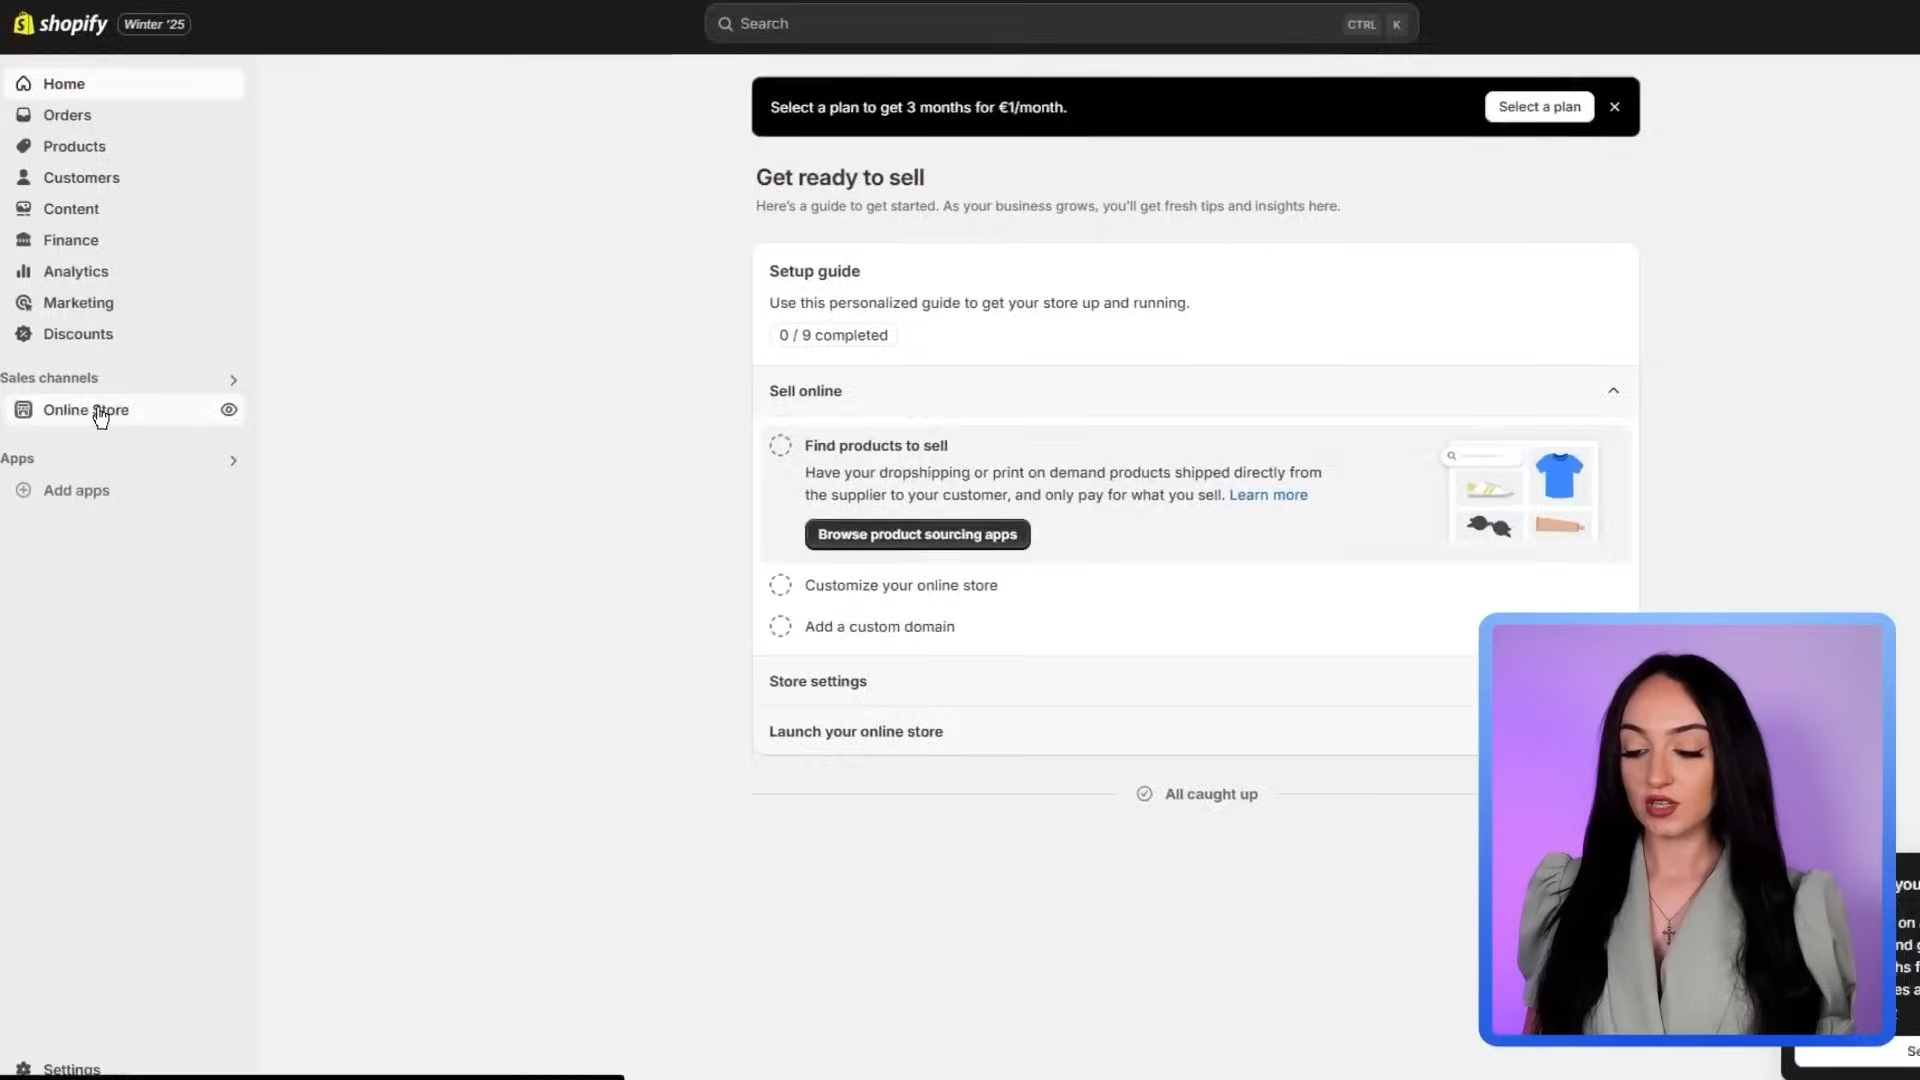 shopify Winter '25
Search CTRL K
Home
Orders
Products
Customers
Content
Finance
Analytics
Marketing
Discounts
Sales channels
Online Store
Apps
Add apps
Settings
Select a plan to get 3 months for €1/month.
Select a plan
Get ready to sell
Here's a guide to get started. As your business grows, you'll get fresh tips and insights here.
Setup guide
Use this personalized guide to get your store up and running.
0 / 9 completed
Sell online
Find products to sell
Have your dropshipping or print on demand products shipped directly from
the supplier to your customer, and only pay for what you sell. Learn more
Browse product sourcing apps
Customize your online store
Add a custom domain
Store settings
Launch your online store
All caught up